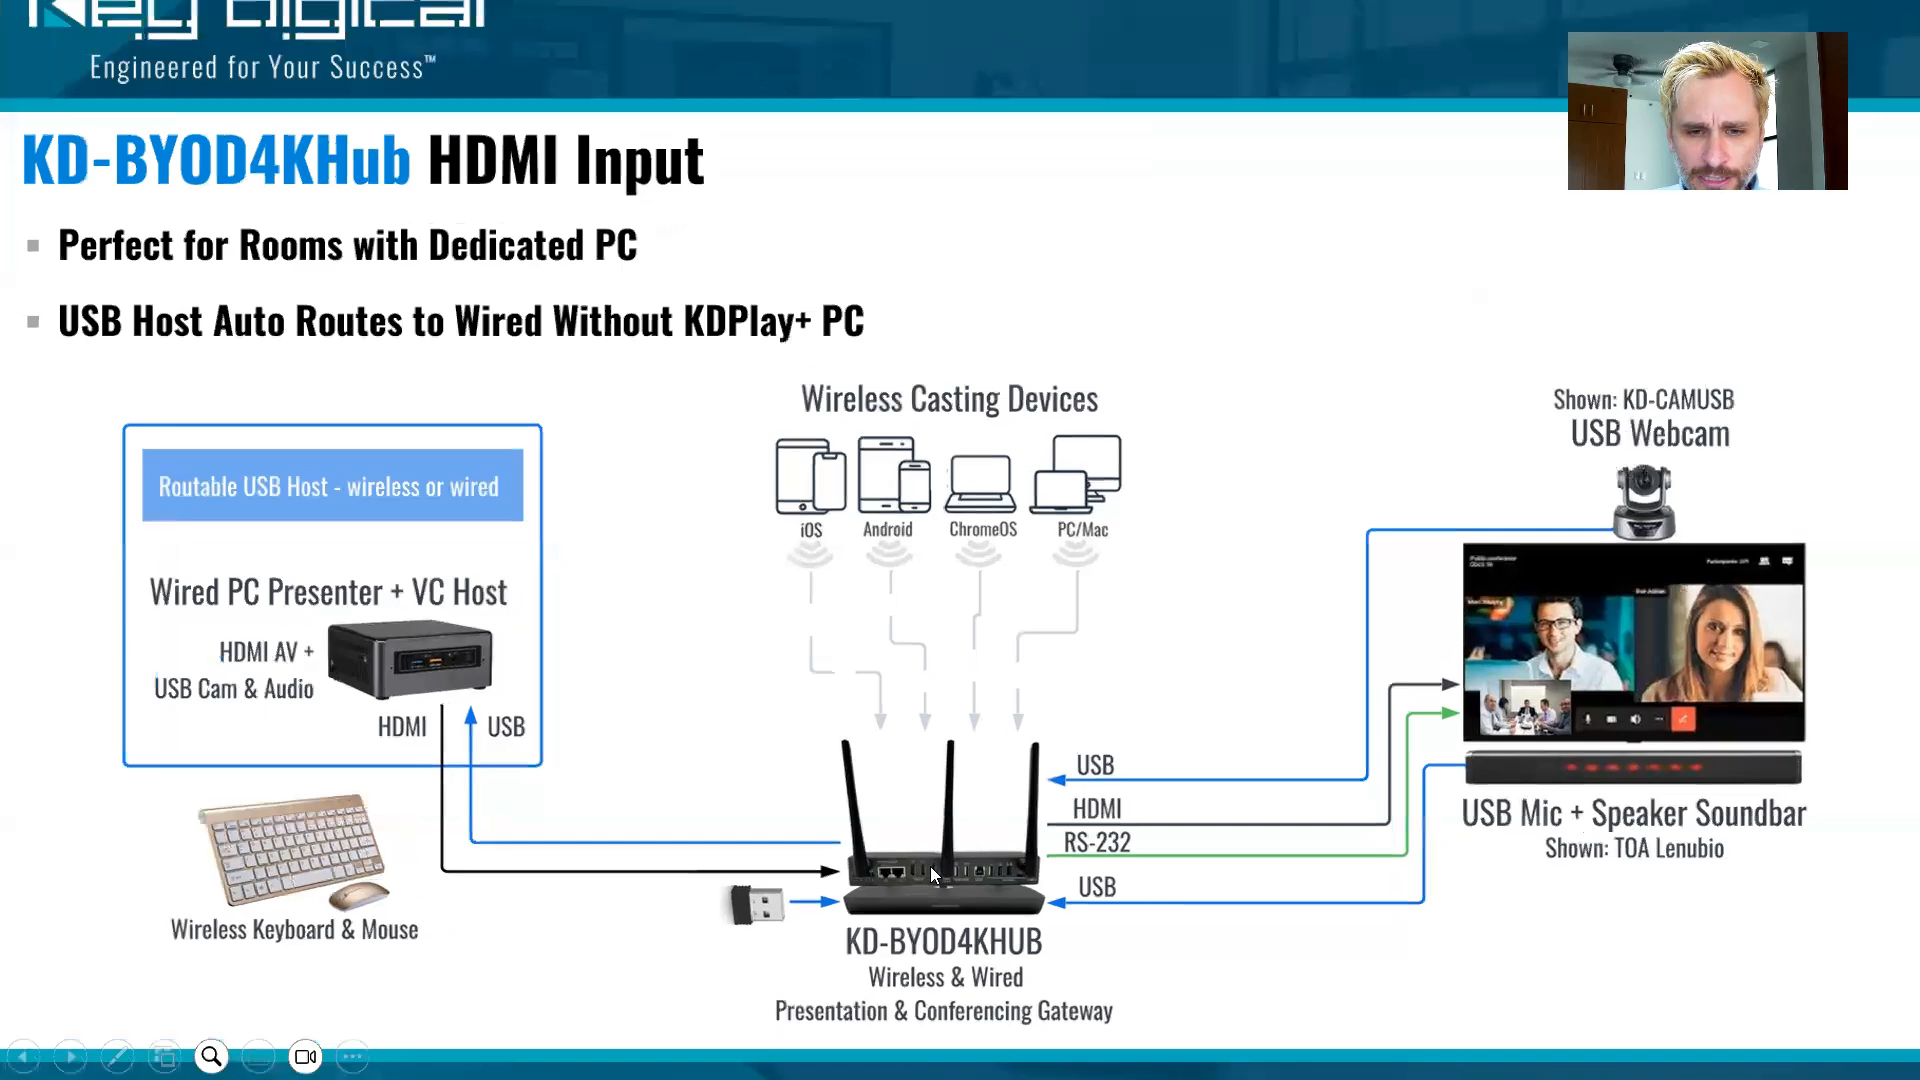 Key Digital
Engineered for Your Success™
KD-BYOD4KHub HDMI Input
Perfect for Rooms with Dedicated PC
USB Host Auto Routes to Wired Without KDPlay+ PC
Routable USB Host - wireless or wired
Wired PC Presenter + VC Host
HDMI AV +
USB Cam & Audio
HDMI
USB
Wireless Keyboard & Mouse
Wireless Casting Devices
iOS
Android
ChromeOS
PC/Mac
USB
HDMI
RS-232
USB
KD-BYOD4KHUB
Wireless & Wired
Presentation & Conferencing Gateway
Shown: KD-CAMUSB
USB Webcam
USB Mic + Speaker Soundbar
Shown: TOA Lenubio